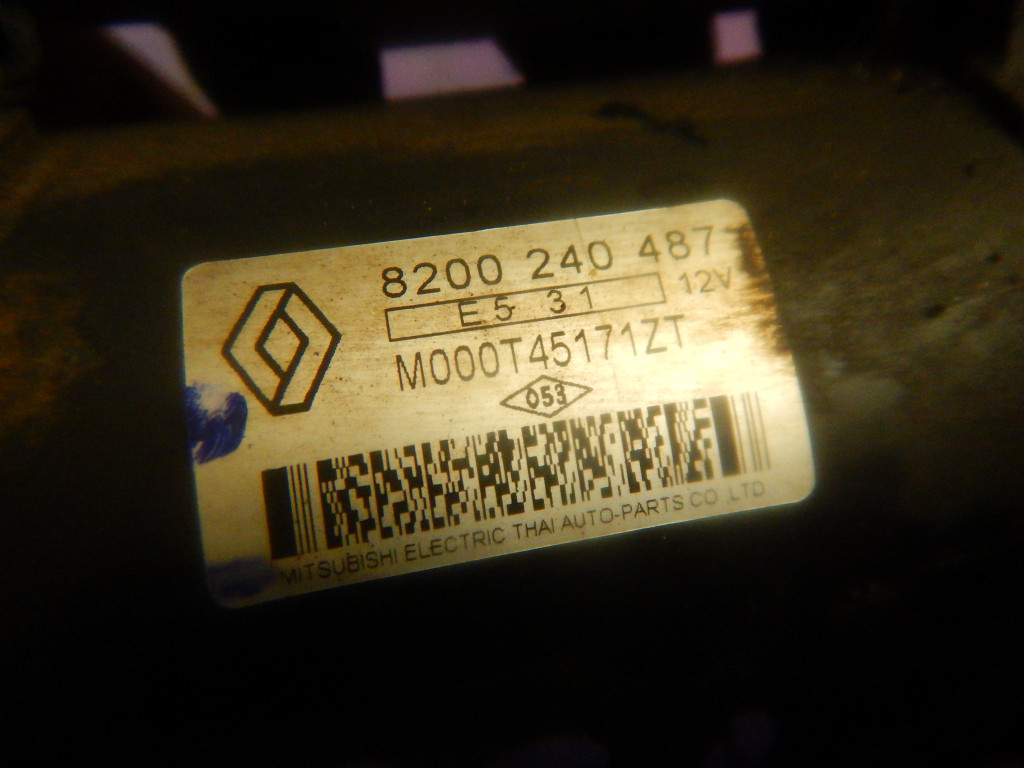 8200 240 487
E5 31 12V
M000T45171ZT
053
MITSUBISHI ELECTRIC THAI AUTO-PARTS CO.,LTD